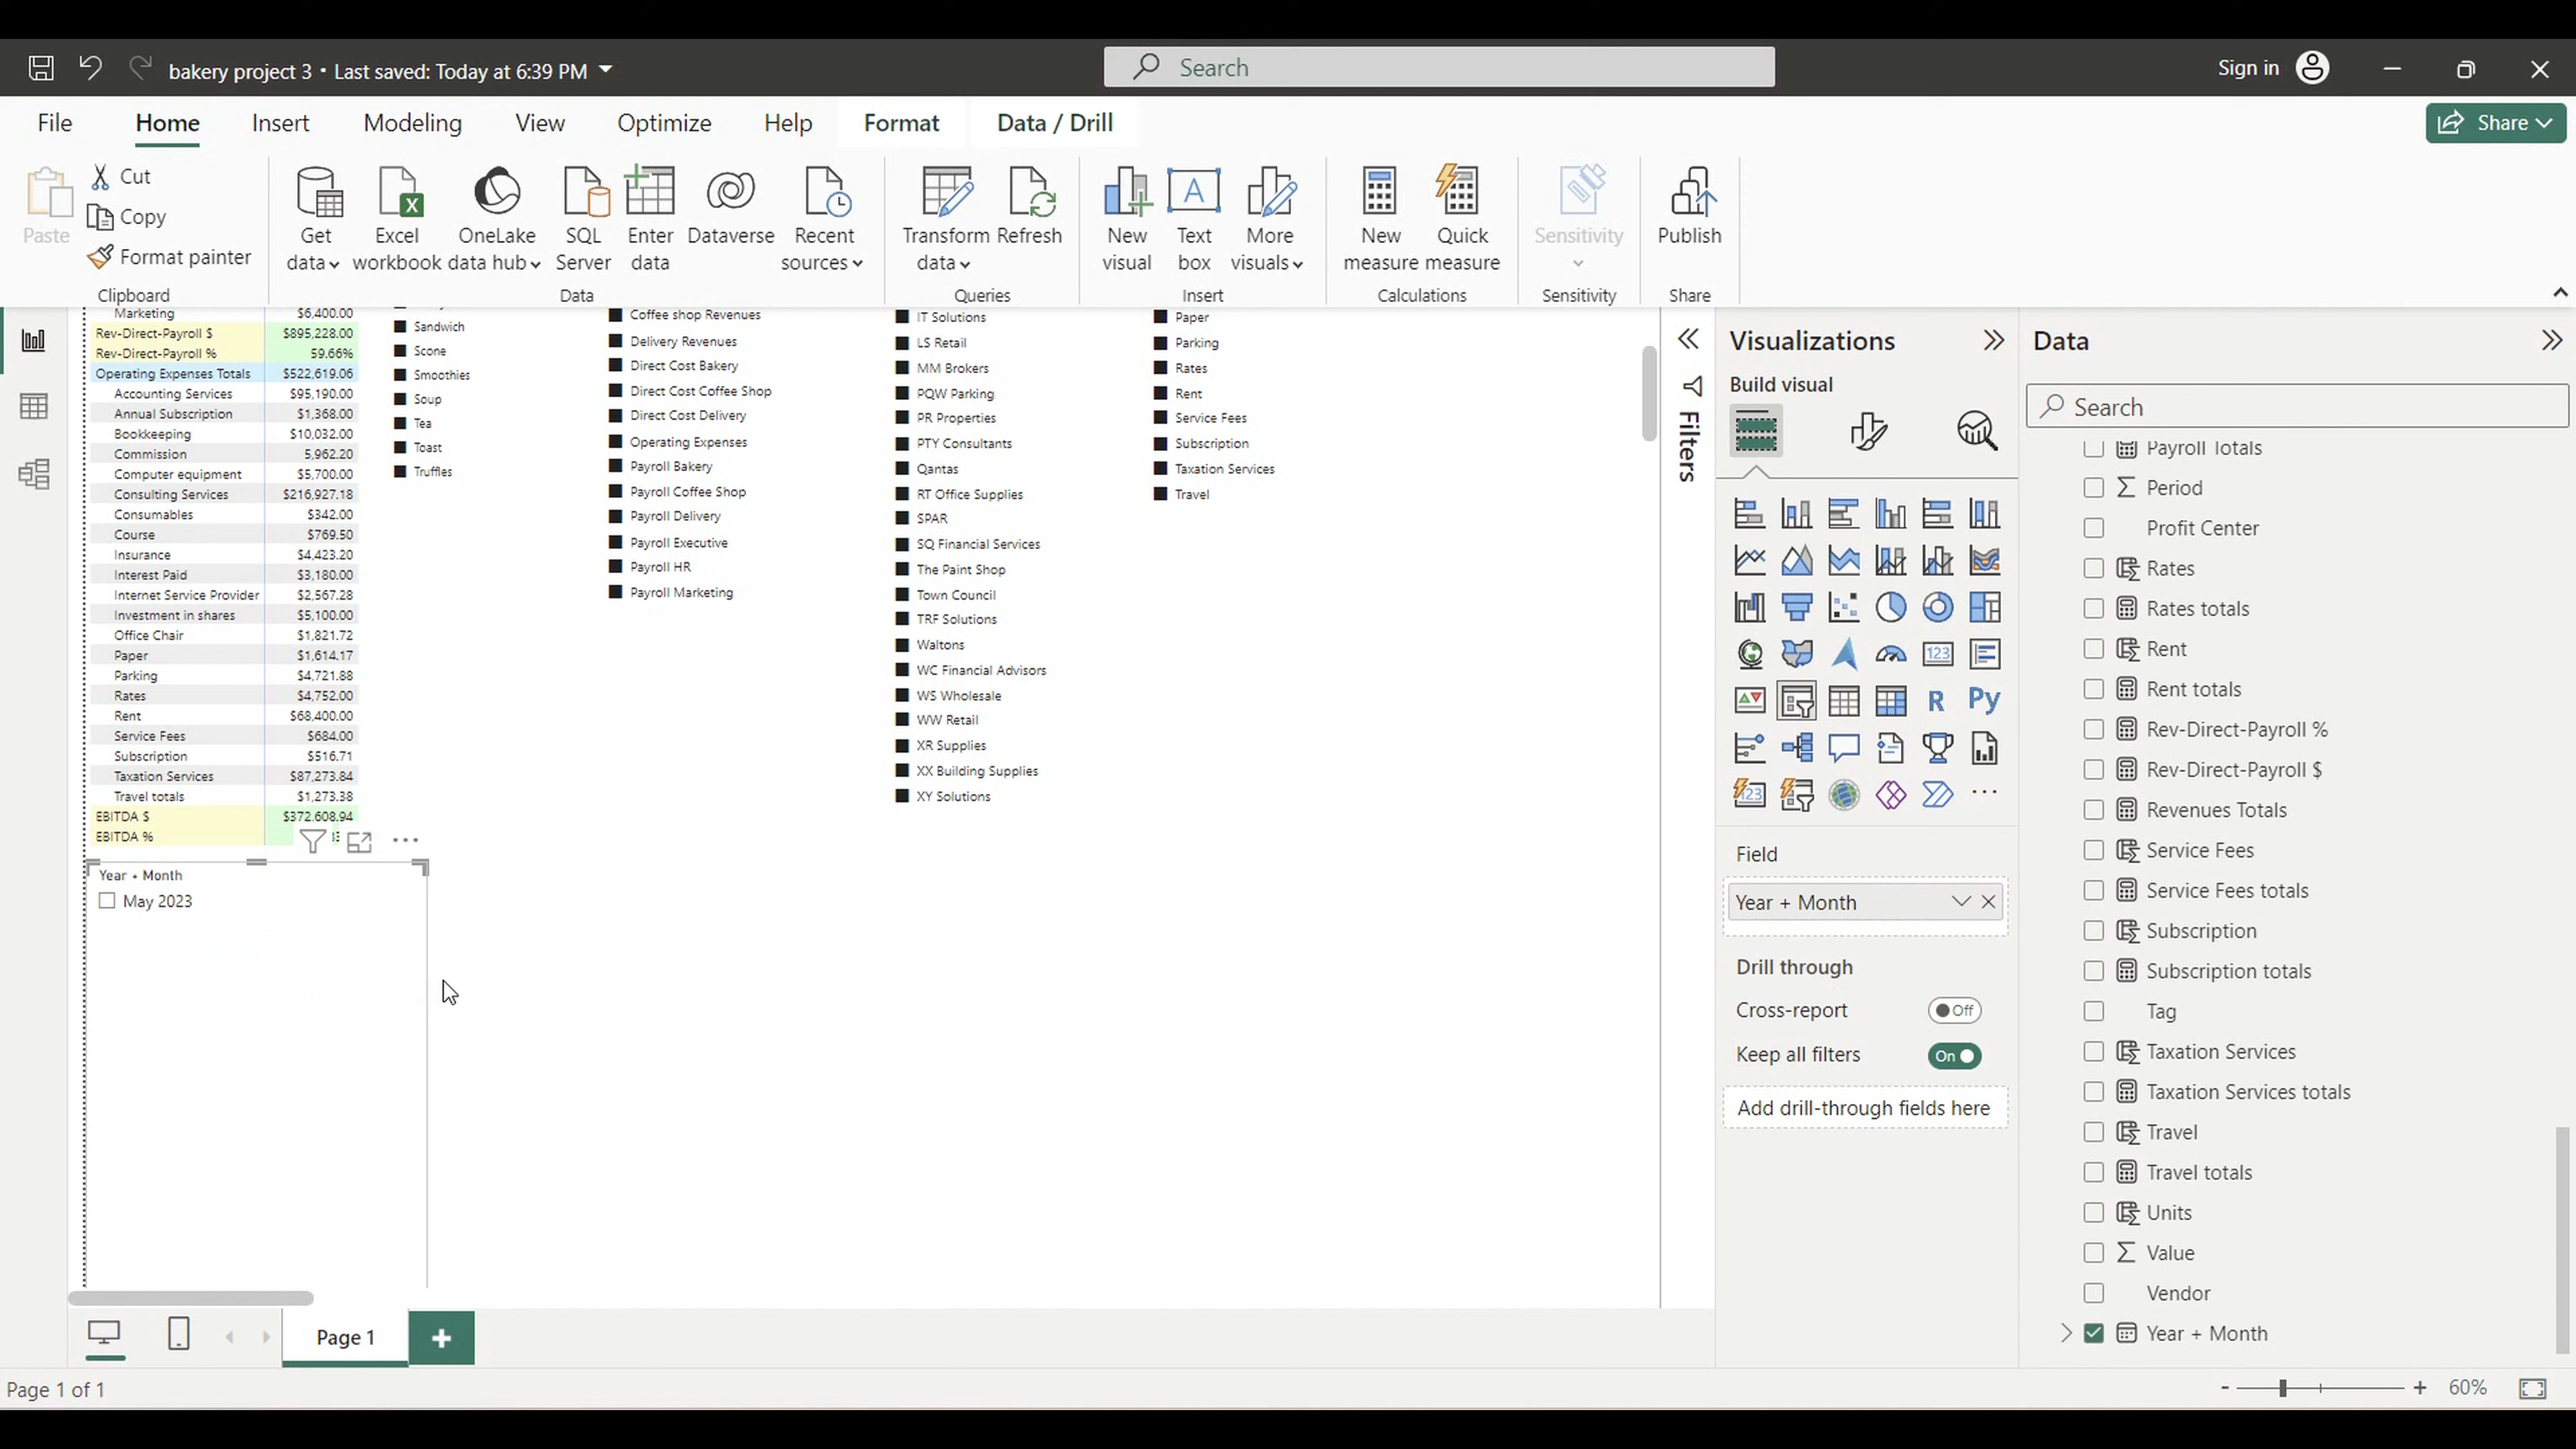 bakery project 3 • Last saved: Today at 6:39 PM
Search
Sign in
File Home Insert Modeling View Optimize Help Format Data / Drill
Share
Paste
Cut
Copy
Format painter
Clipboard
Get data
Excel workbook
OneLake data hub
SQL Server
Enter data
Dataverse
Recent sources
Data
Transform data
Refresh
Queries
New visual
Text box
More visuals
Insert
New measure
Quick measure
Calculations
Sensitivity
Sensitivity
Publish
Share
Marketing $6,400.00
Rev-Direct-Payroll $ $895,228.00
Rev-Direct-Payroll % 59.66%
Operating Expenses Totals $522,619.06
Accounting Services $95,190.00
Annual Subscription $1,368.00
Bookkeeping $10,032.00
Commission 5,962.20
Computer equipment $5,700.00
Consulting Services $216,927.18
Consumables $342.00
Course $769.50
Insurance $4,423.20
Interest Paid $3,180.00
Internet Service Provider $2,567.28
Investment in shares $5,100.00
Office Chair $1,821.72
Paper $1,614.17
Parking $4,721.88
Rates $4,752.00
Rent $68,400.00
Service Fees $684.00
Subscription $516.71
Taxation Services $87,273.84
Travel totals $1,273.38
EBITDA $ $372,608.94
EBITDA %
Year + Month
May 2023
Sandwich
Scone
Smoothies
Soup
Tea
Toast
Truffles
Coffee shop Revenues
Delivery Revenues
Direct Cost Bakery
Direct Cost Coffee Shop
Direct Cost Delivery
Operating Expenses
Payroll Bakery
Payroll Coffee Shop
Payroll Delivery
Payroll Executive
Payroll HR
Payroll Marketing
IT Solutions
LS Retail
MM Brokers
PQW Parking
PR Properties
PTY Consultants
Qantas
RT Office Supplies
SPAR
SQ Financial Services
The Paint Shop
Town Council
TRF Solutions
Waltons
WC Financial Advisors
WS Wholesale
WW Retail
XR Supplies
XX Building Supplies
XY Solutions
Paper
Parking
Rates
Rent
Service Fees
Subscription
Taxation Services
Travel
Filters
Visualizations
Build visual
123
R
Py
123
Field
Year + Month
Drill through
Cross-report Off
Keep all filters On
Add drill-through fields here
Data
Search
Payroll Totals
Period
Profit Center
Rates
Rates totals
Rent
Rent totals
Rev-Direct-Payroll %
Rev-Direct-Payroll $
Revenues Totals
Service Fees
Service Fees totals
Subscription
Subscription totals
Tag
Taxation Services
Taxation Services totals
Travel
Travel totals
Units
Value
Vendor
Year + Month
Page 1
Page 1 of 1
- + 60%